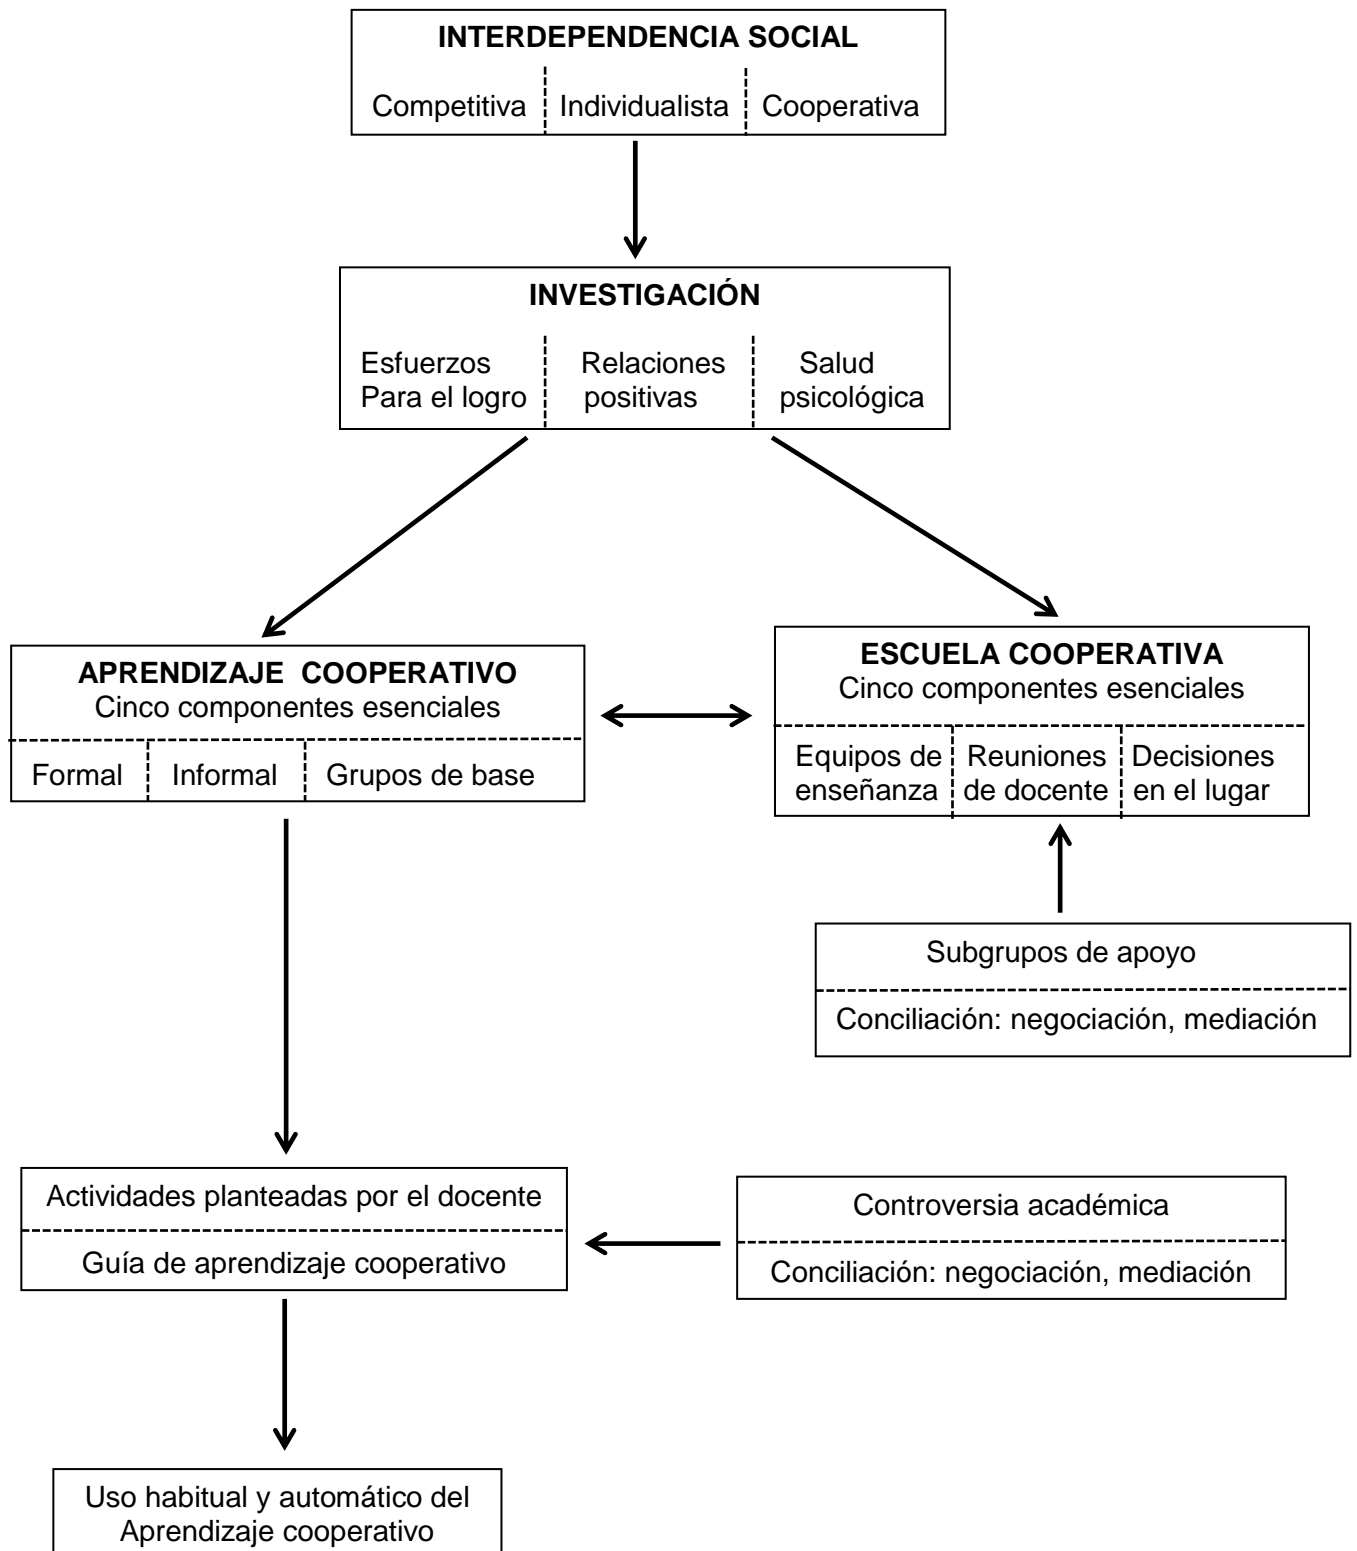 INTERDEPENDENCIA SOCIAL
Competitiva Individualista Cooperativa
INVESTIGACIÓN
Esfuerzos Relaciones Salud
Para el logro positivas psicológica
APRENDIZAJE COOPERATIVO
Cinco componentes esenciales
Formal Informal Grupos de base
ESCUELA COOPERATIVA
Cinco componentes esenciales
Equipos de Reuniones Decisiones
enseñanza de docente en el lugar
Subgrupos de apoyo
Conciliación: negociación, mediación
Actividades planteadas por el docente
Guía de aprendizaje cooperativo
Controversia académica
Conciliación: negociación, mediación
Uso habitual y automático del
Aprendizaje cooperativo